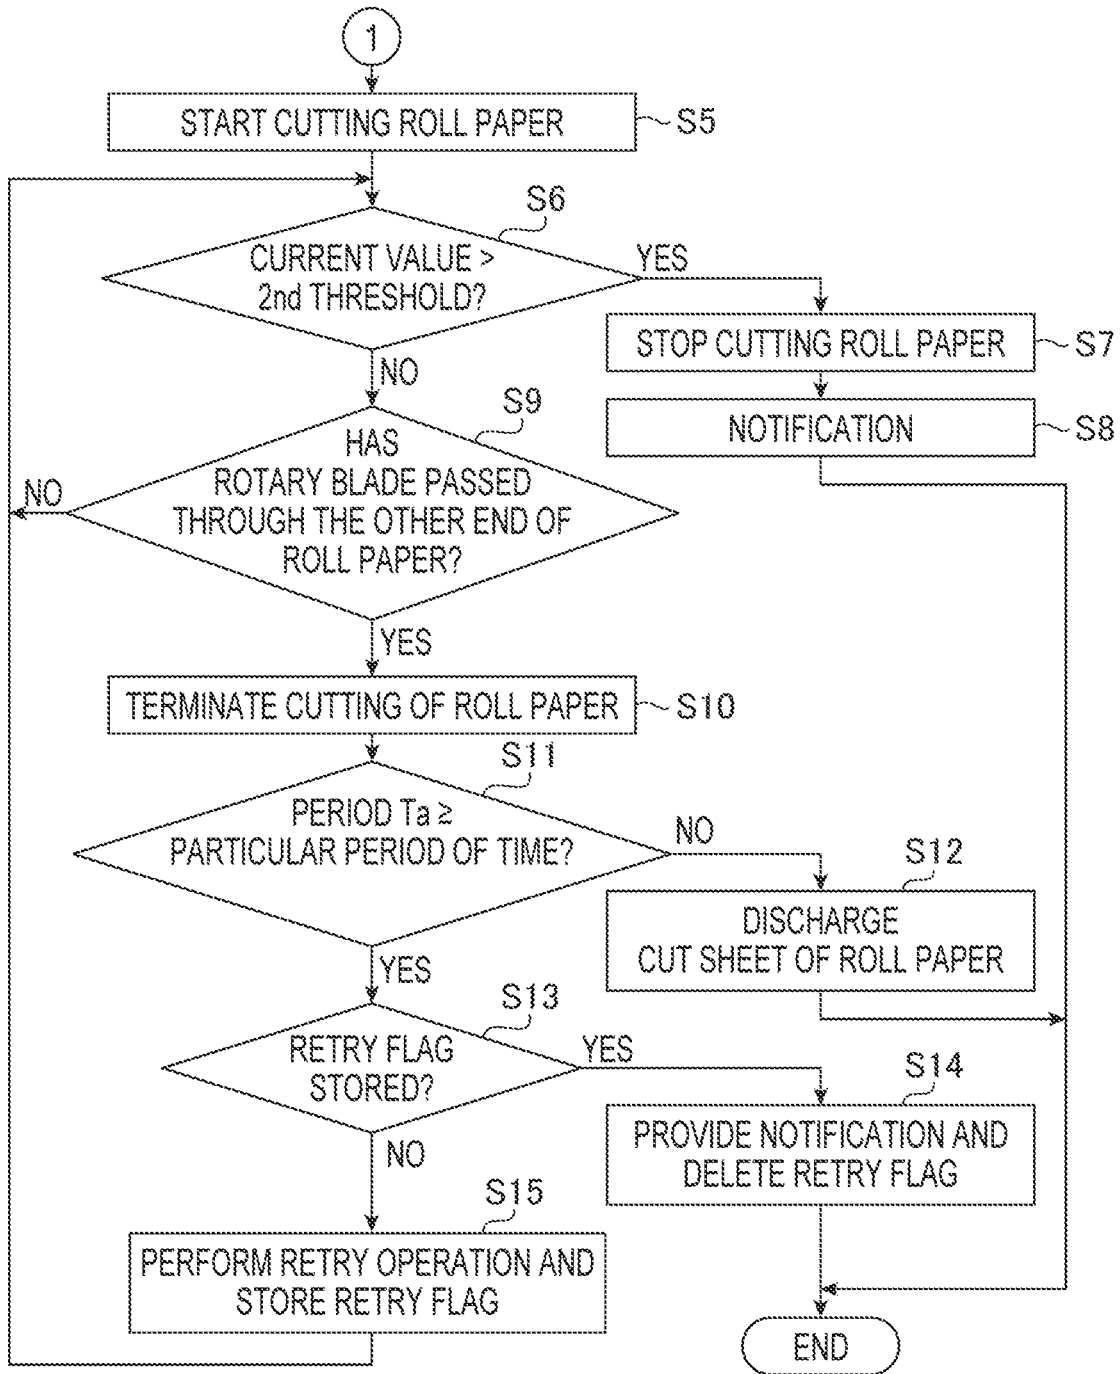 1
START CUTTING ROLL PAPER
S5
S6
CURRENT VALUE >
2nd THRESHOLD?
YES
NO
STOP CUTTING ROLL PAPER
S7
NOTIFICATION
S8
S9
HAS
ROTARY BLADE PASSED
THROUGH THE OTHER END OF
ROLL PAPER?
NO
YES
TERMINATE CUTTING OF ROLL PAPER
S10
S11
PERIOD Ta ≥
PARTICULAR PERIOD OF TIME?
NO
YES
S12
DISCHARGE
CUT SHEET OF ROLL PAPER
S13
RETRY FLAG
STORED?
YES
NO
S14
PROVIDE NOTIFICATION AND
DELETE RETRY FLAG
S15
PERFORM RETRY OPERATION AND
STORE RETRY FLAG
END